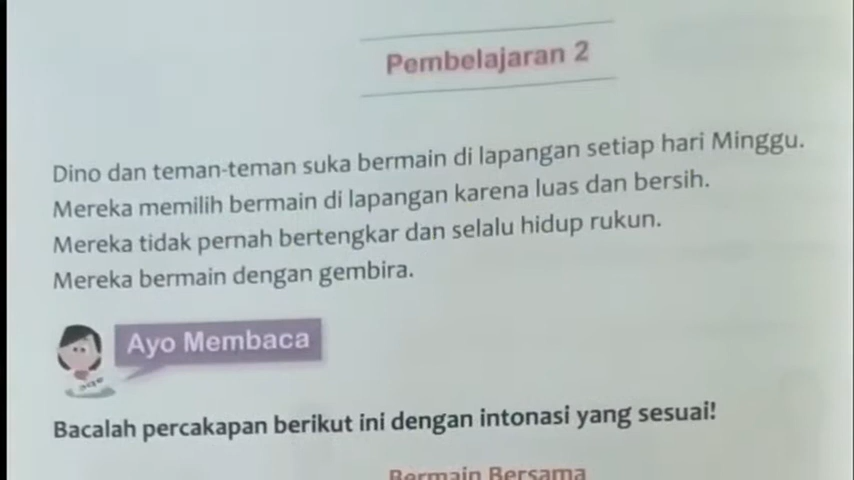 Pembelajaran 2
Dino dan teman-teman suka bermain di lapangan setiap hari Minggu.
Mereka memilih bermain di lapangan karena luas dan bersih.
Mereka tidak pernah bertengkar dan selalu hidup rukun.
Mereka bermain dengan gembira.
Ayo Membaca
Bacalah percakapan berikut ini dengan intonasi yang sesuai!
Bermain Bersama